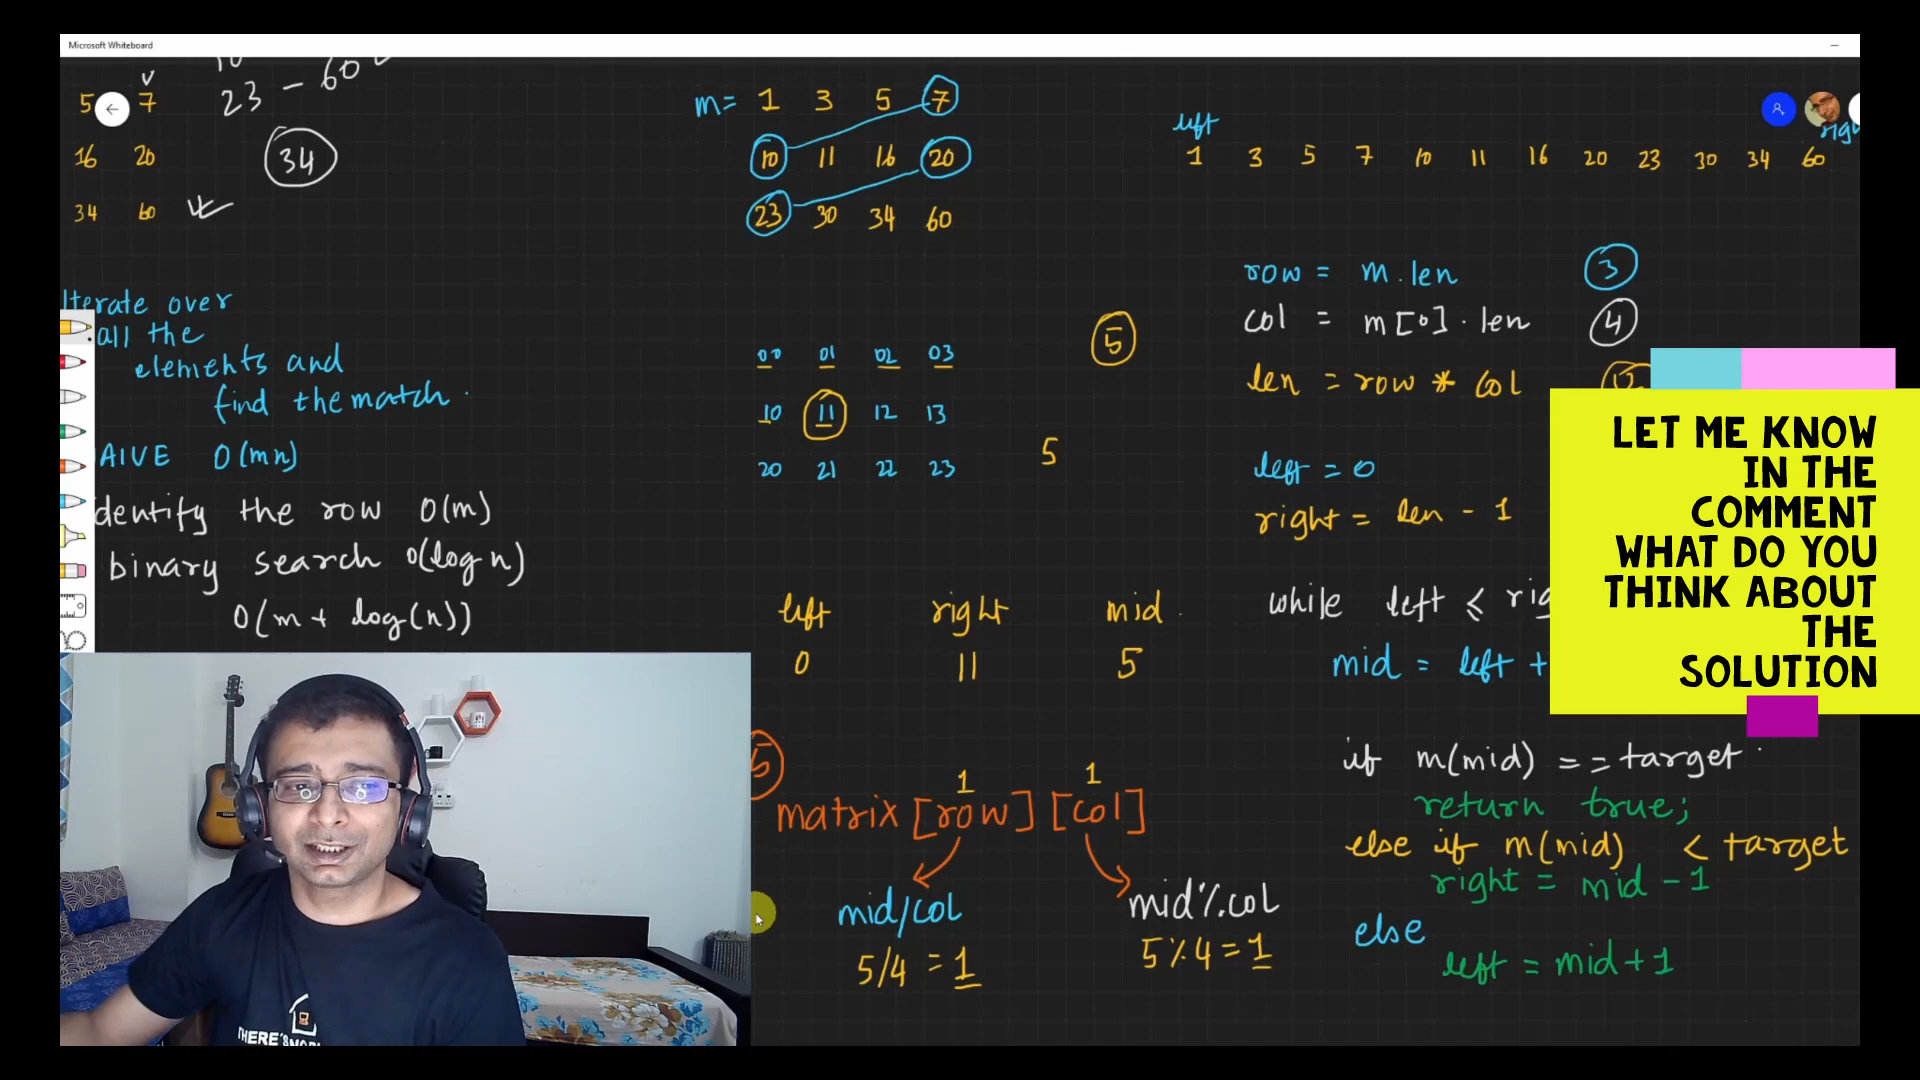 Microsoft Whiteboard
5 7
23 - 60
16 20
34
34 60
Iterate over
all the
elements and
find the match.
AIVE O(mn)
dentify the row O(m)
binary search O(log n)
O(m + log(n))
m= 1 3 5 7
10 11 16 20
23 30 34 60
00 01 02 03
10 11 12 13
20 21 22 23
5
5
left right mid
0 11 5
5
1 1
matrix [row] [col]
mid/col mid%col
5/4 = 1 5%4 = 1
left
1 3 5 7 10 11 16 20 23 30 34 60
row = m.len 3
col = m[0].len 4
len = row * col 12
left = 0
right = len - 1
while left ≤ rig
mid = left +
if m(mid) == target
return true;
else if m(mid) < target
right = mid - 1
else
left = mid + 1
LET ME KNOW
IN THE
COMMENT
WHAT DO YOU
THINK ABOUT
THE
SOLUTION
THERE'S